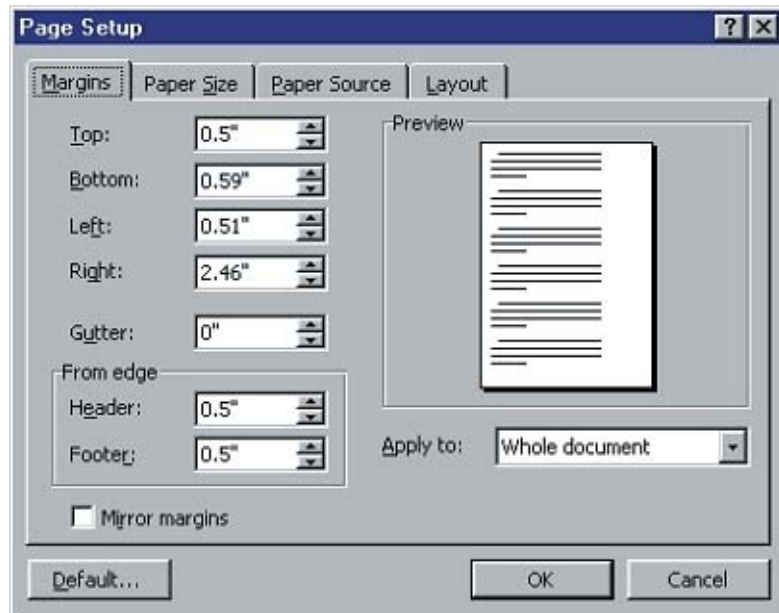 Page Setup
Margins Paper Size Paper Source Layout
Top: 0.5"
Bottom: 0.59"
Left: 0.51"
Right: 2.46"
Gutter: 0"
From edge
Header: 0.5"
Footer: 0.5"
Mirror margins
Preview
Apply to: Whole document
Default... OK Cancel